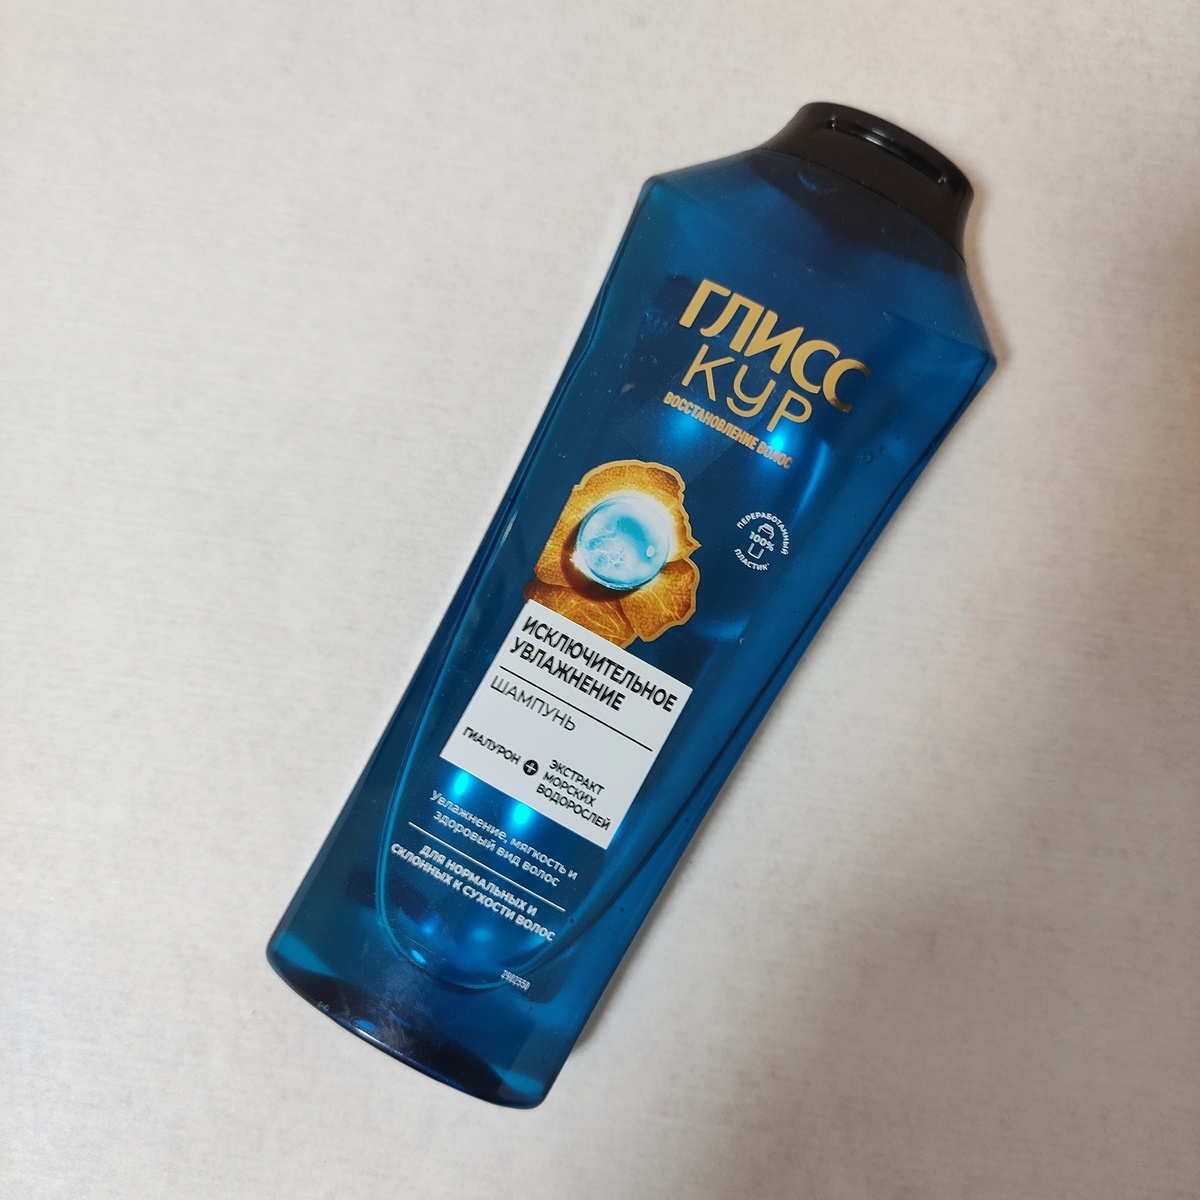 ГЛИСС
КУР
ВОССТАНОВЛЕНИЕ ВОЛОС
ПЕРЕРАБОТАННЫЙ
100%
ПЛАСТИК*
ИСКЛЮЧИТЕЛЬНОЕ
УВЛАЖНЕНИЕ
ШАМПУНЬ
ГИАЛУРОН + ЭКСТРАКТ
МОРСКИХ
ВОДОРОСЛЕЙ
Увлажнение, мягкость и
здоровый вид волос
ДЛЯ НОРМАЛЬНЫХ И
СКЛОННЫХ К СУХОСТИ ВОЛОС
2902550